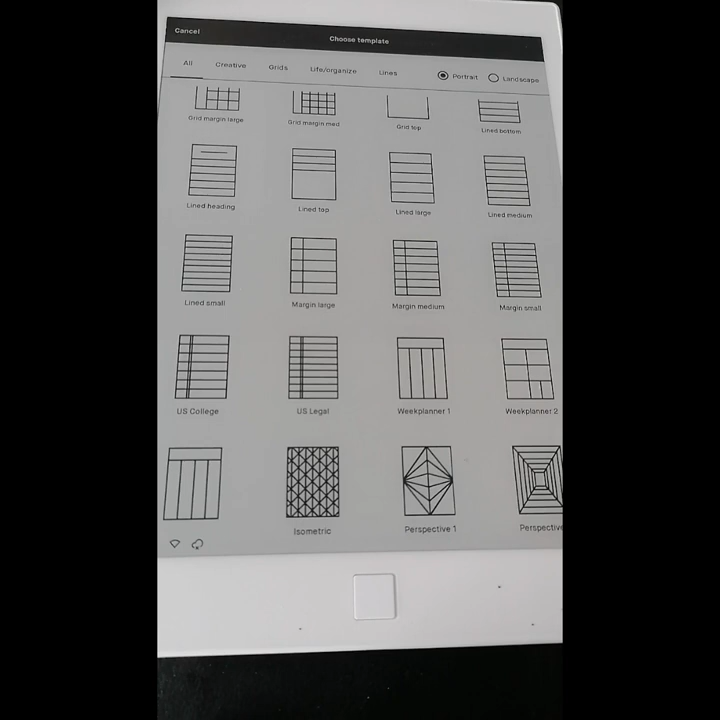 Cancel
Choose template
All Creative Grids Life/organize Lines Portrait Landscape
Grid margin large Grid margin med Grid top Lined bottom
Lined heading Lined top Lined large Lined medium
Lined small Margin large Margin medium Margin small
US College US Legal Weekplanner 1 Weekplanner 2
Isometric Perspective 1 Perspective